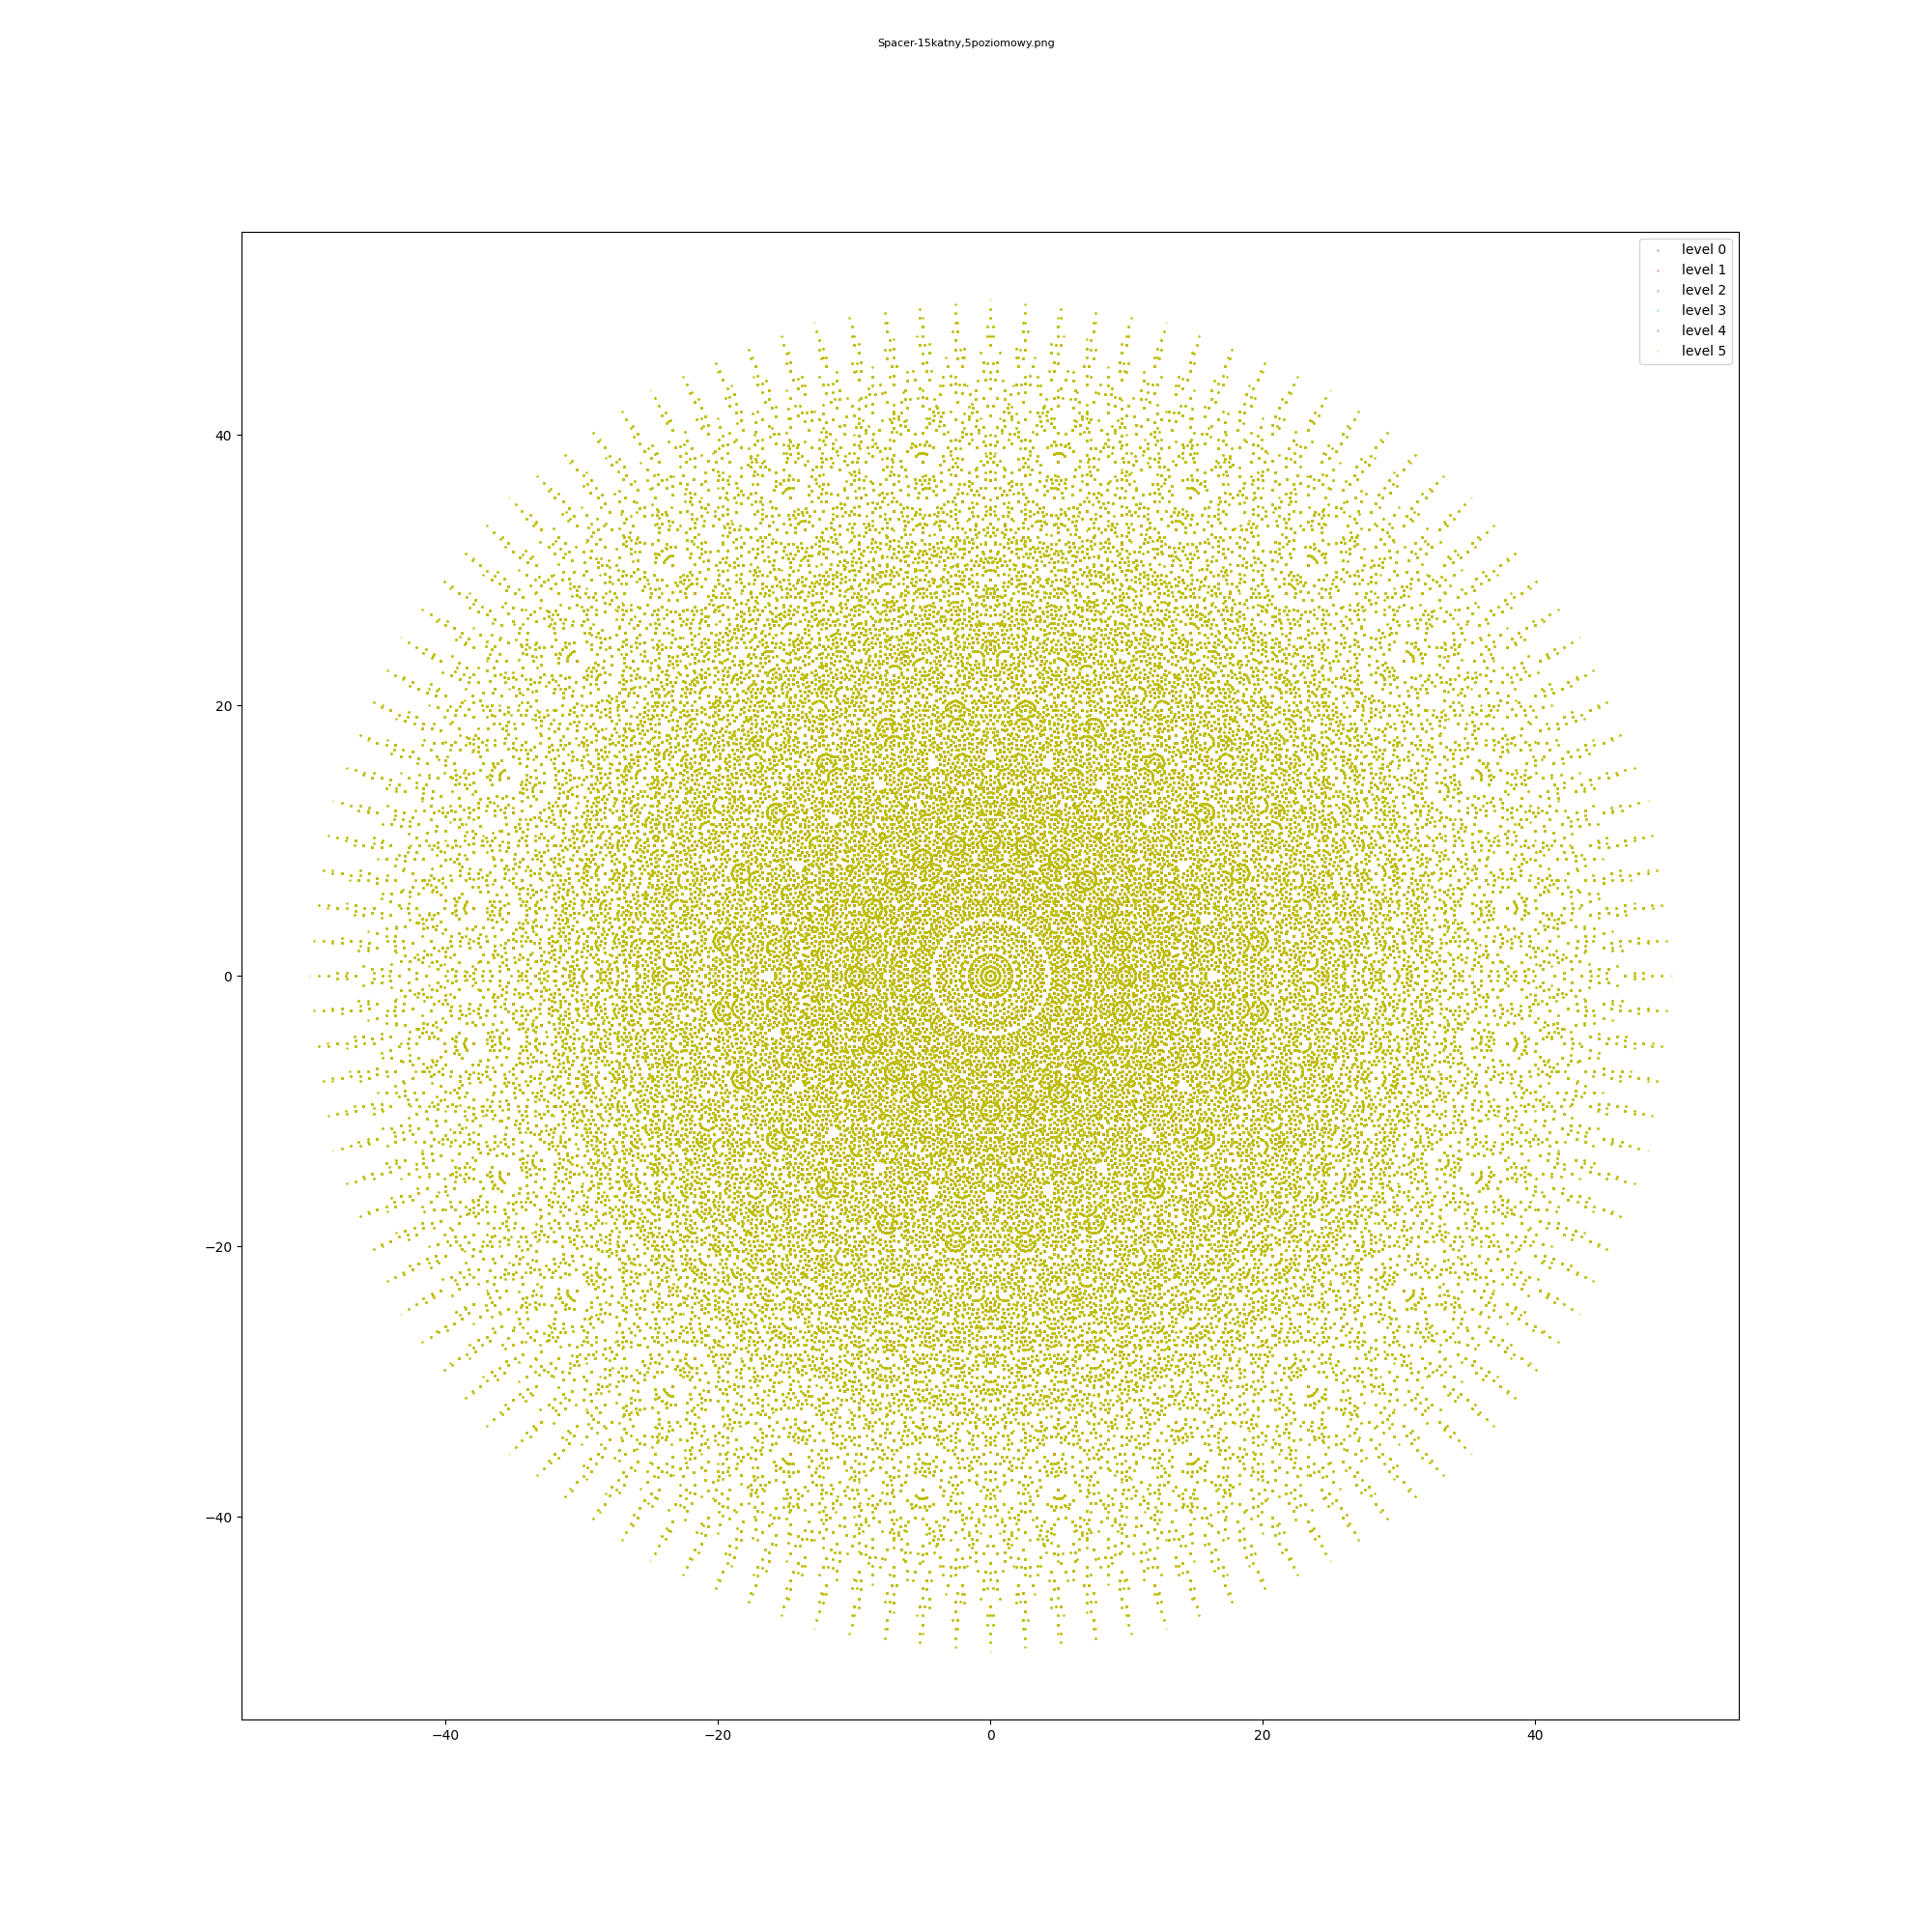 Spacer-15katny,5poziomowy.png
level 0
level 1
level 2
level 3
level 4
level 5
40
20
0
−20
−40
−40 −20 0 20 40